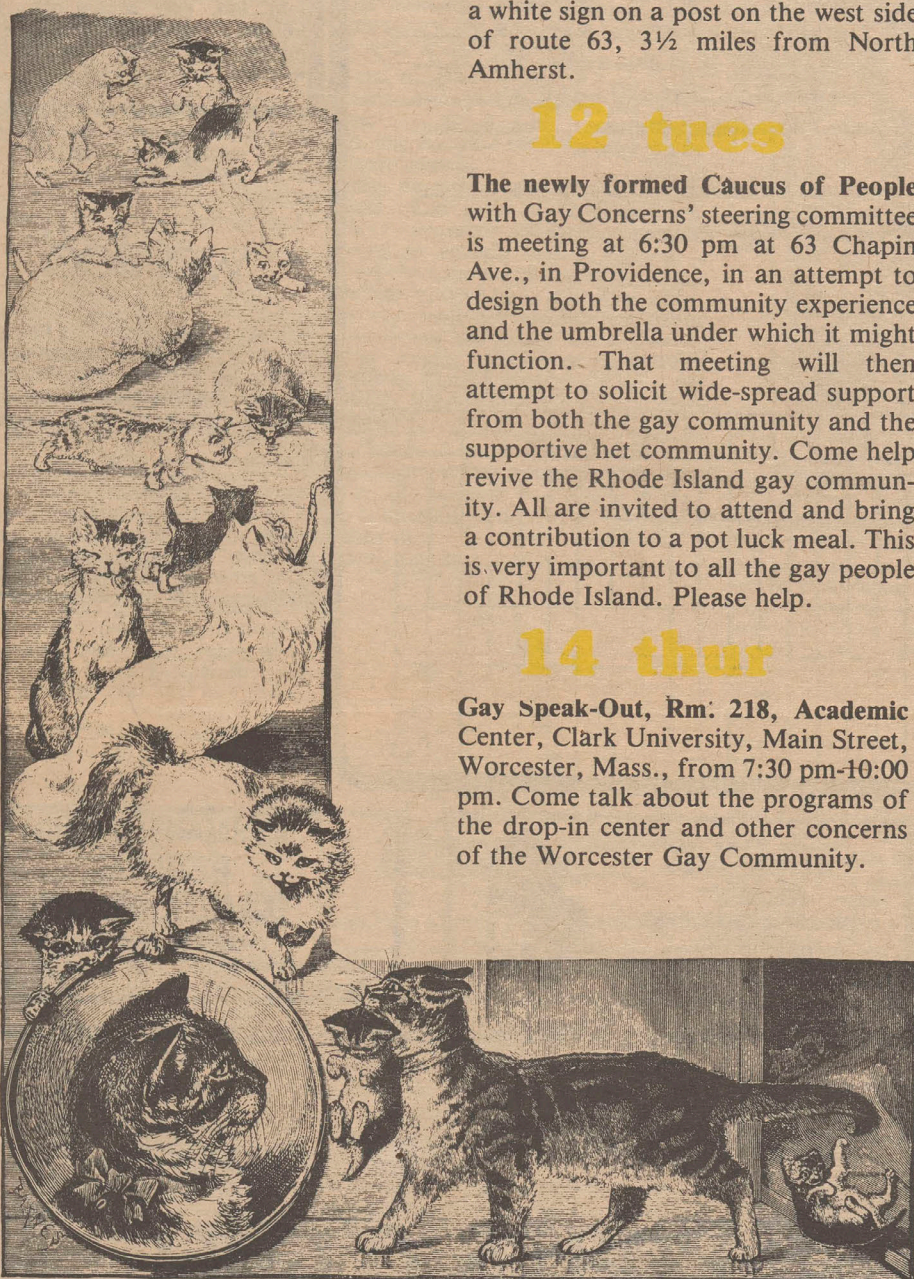 a white sign on a post on the west side
of route 63, 3½ miles from North
Amherst.
12 tues
The newly formed Caucus of People
with Gay Concerns' steering committee
is meeting at 6:30 pm at 63 Chapin
Ave., in Providence, in an attempt to
design both the community experience
and the umbrella under which it might
function. That meeting will then
attempt to solicit wide-spread support
from both the gay community and the
supportive het community. Come help
revive the Rhode Island gay commun-
ity. All are invited to attend and bring
a contribution to a pot luck meal. This
is very important to all the gay people
of Rhode Island. Please help.
14 thur
Gay Speak-Out, Rm. 218, Academic
Center, Clark University, Main Street,
Worcester, Mass., from 7:30 pm-10:00
pm. Come talk about the programs of
the drop-in center and other concerns
of the Worcester Gay Community.